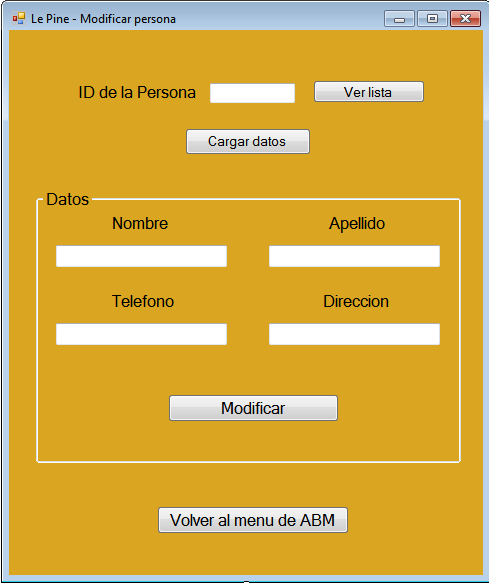 Le Pine - Modificar persona
ID de la Persona
Ver lista
Cargar datos
Datos
Nombre
Apellido
Telefono
Direccion
Modificar
Volver al menu de ABM